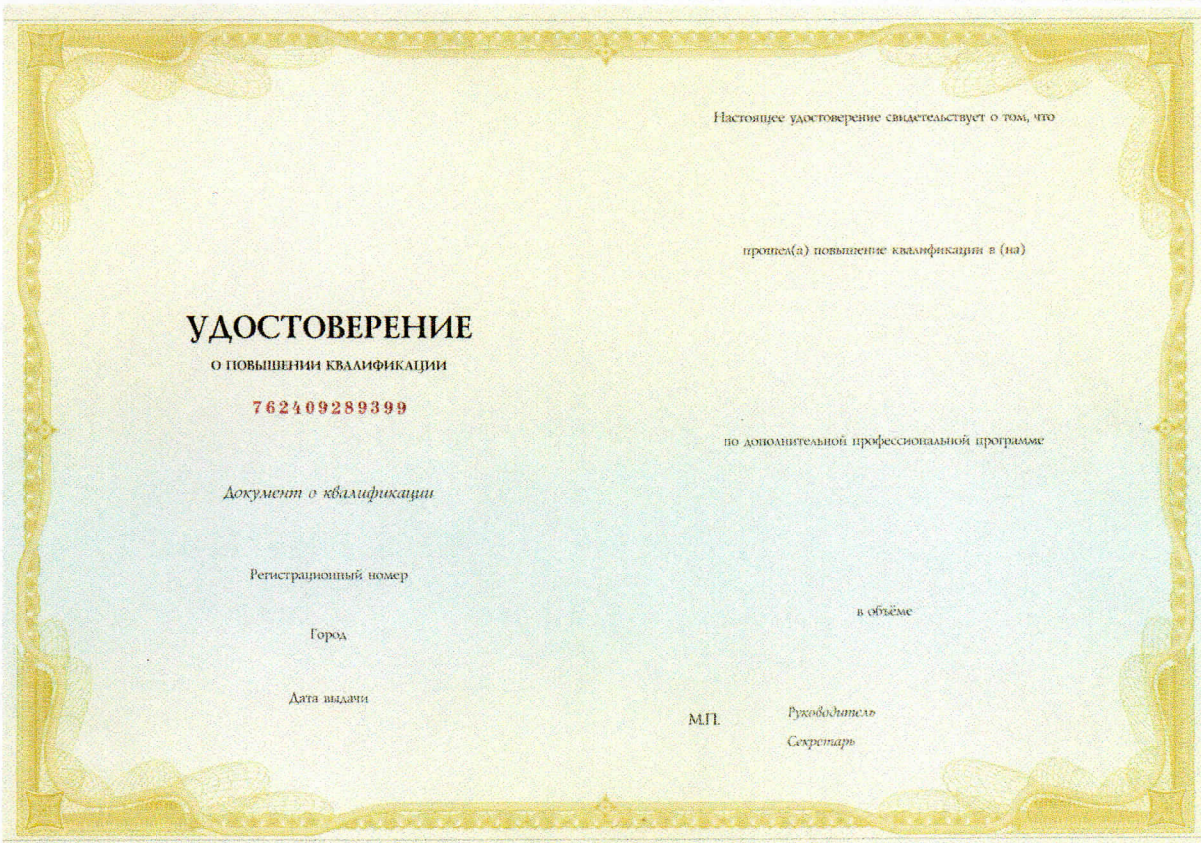 УДОСТОВЕРЕНИЕ
О ПОВЫШЕНИИ КВАЛИФИКАЦИИ
762409289399
Документ о квалификации
Регистрационный номер
Город
Дата выдачи
Настоящее удостоверение свидетельствует о том, что
прошел(а) повышение квалификации в (на)
по дополнительной профессиональной программе
в объёме
М.П.
Руководитель
Секретарь